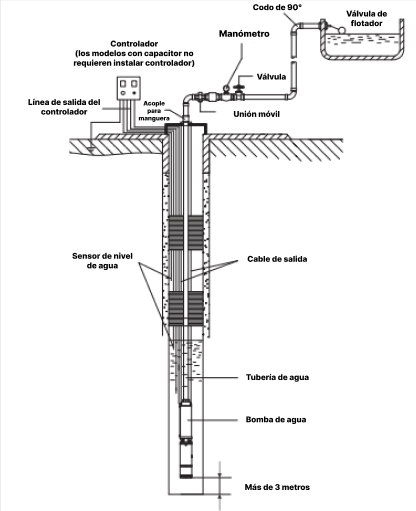 Codo de 90°
Válvula de
flotador
Manómetro
Controlador
(los modelos con capacitor no
requieren instalar controlador)
Válvula
Línea de salida del
controlador
Acople
para
manguera
Unión móvil
Sensor de nivel
de agua
Cable de salida
Tubería de agua
Bomba de agua
Más de 3 metros